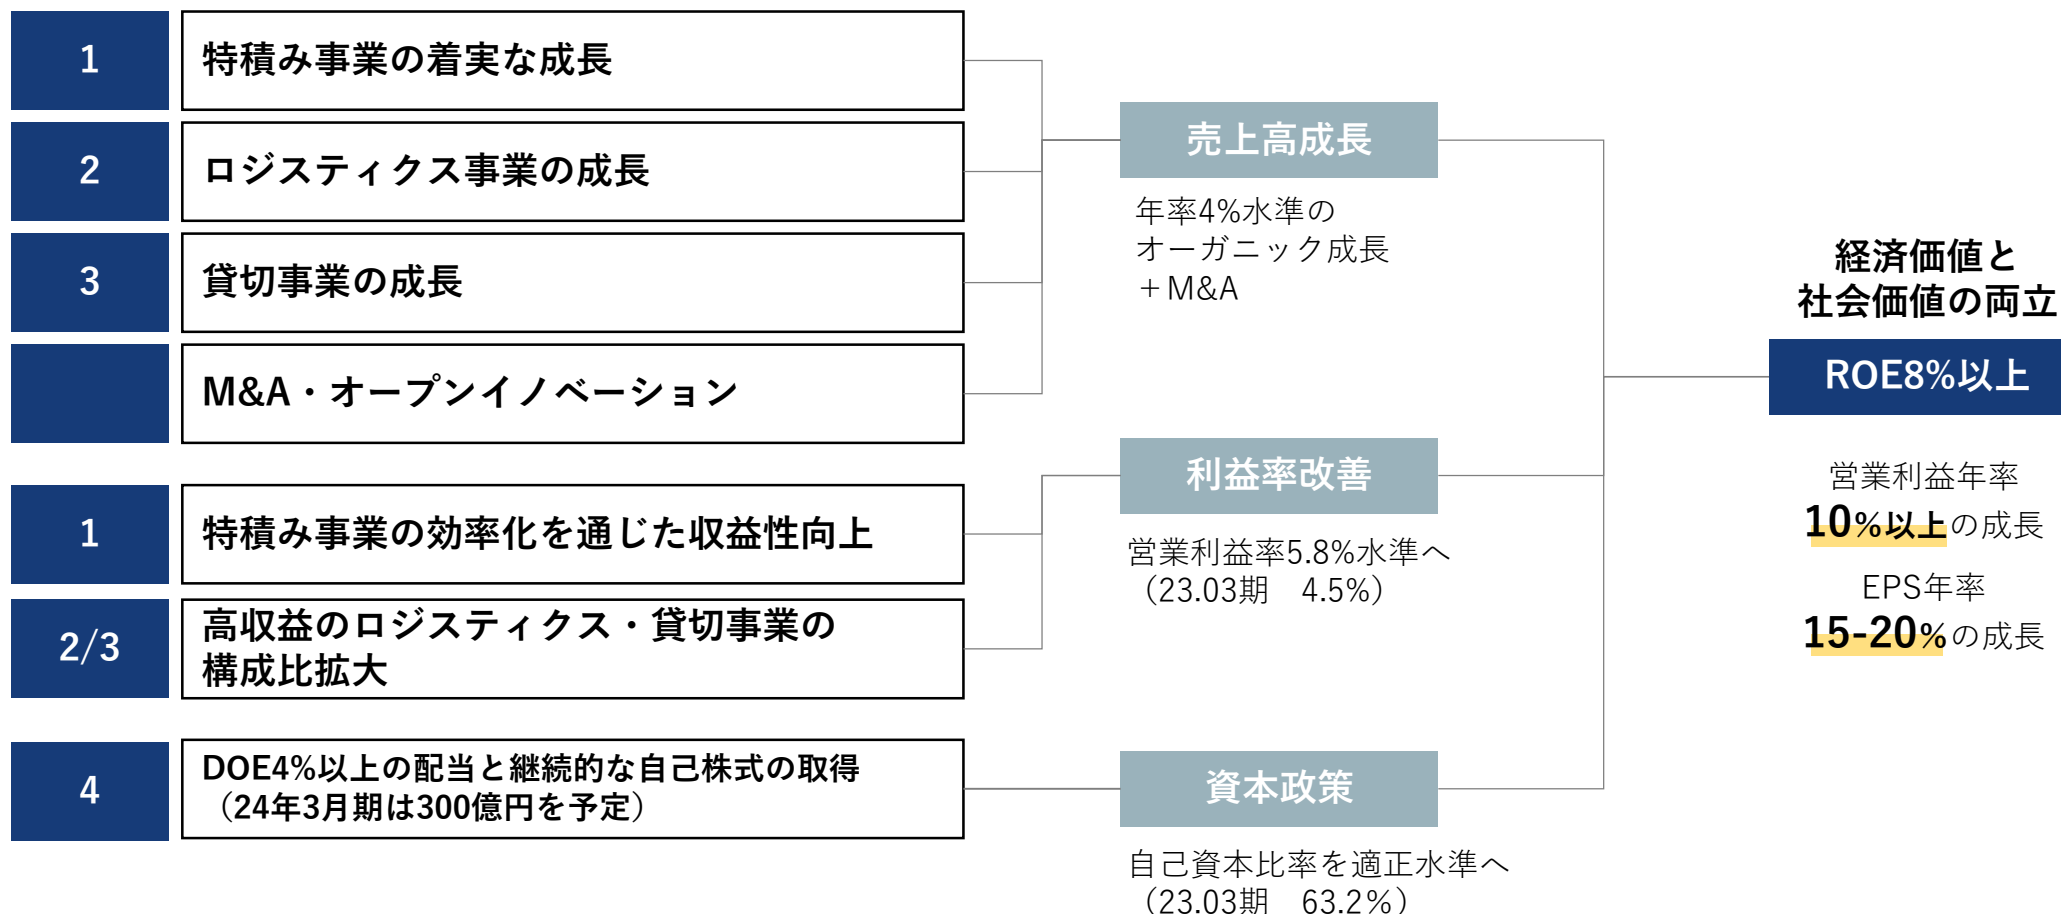 1
特積み事業の着実な成長
2
ロジスティクス事業の成長
3
貸切事業の成長
M&A・オープンイノベーション
1
特積み事業の効率化を通じた収益性向上
2/3
高収益のロジスティクス・貸切事業の
構成比拡大
4
DOE4%以上の配当と継続的な自己株式の取得
（24年3月期は300億円を予定）
売上高成長
年率4%水準の
オーガニック成長
＋M&A
利益率改善
営業利益率5.8%水準へ
（23.03期　4.5%）
資本政策
自己資本比率を適正水準へ
（23.03期　63.2%）
経済価値と
社会価値の両立
ROE8%以上
営業利益年率
10%以上の成長
EPS年率
15-20%の成長